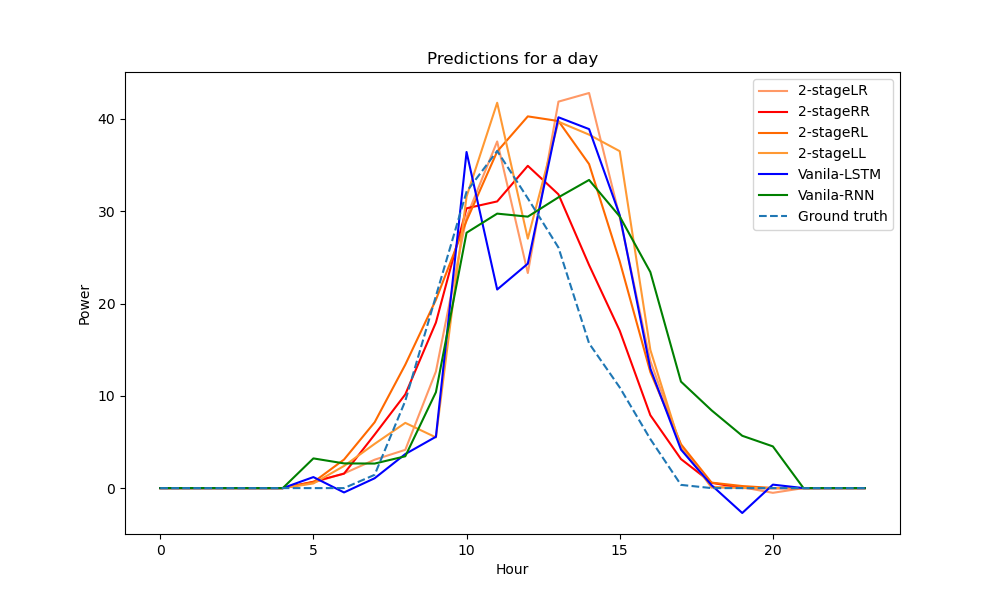 Predictions for a day
2-stageLR
2-stageRR
2-stageRL
2-stageLL
Vanila-LSTM
Vanila-RNN
Ground truth
Power
40
30
20
10
0
0 5 10 15 20
Hour